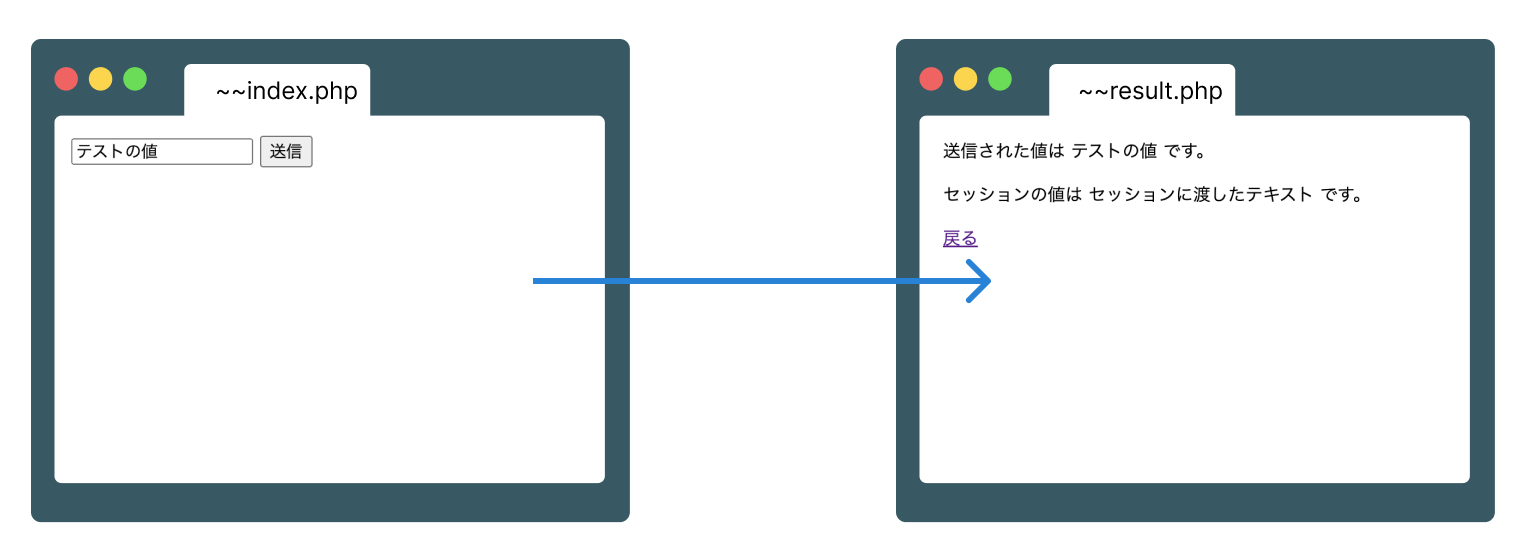 ~~index.php
テストの値 送信
~~result.php
送信された値は テストの値 です。
セッションの値は セッションに渡したテキスト です。
戻る